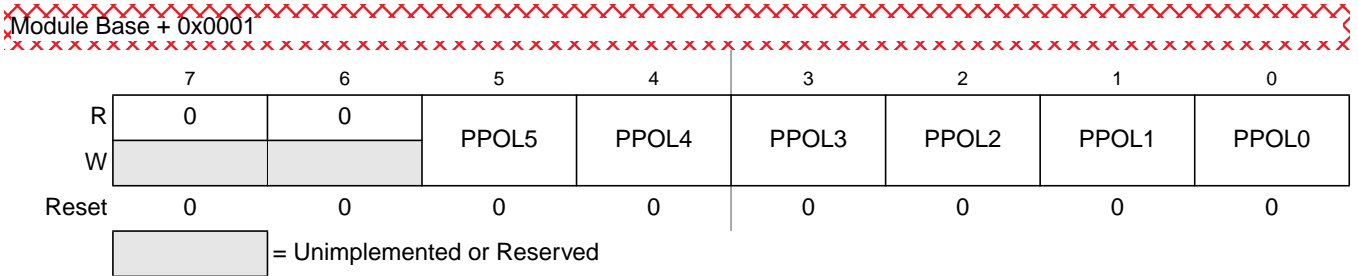 Module Base + 0x0001
7 6 5 4 3 2 1 0
R 0 0 PPOL5 PPOL4 PPOL3 PPOL2 PPOL1 PPOL0
W
Reset 0 0 0 0 0 0 0 0
= Unimplemented or Reserved